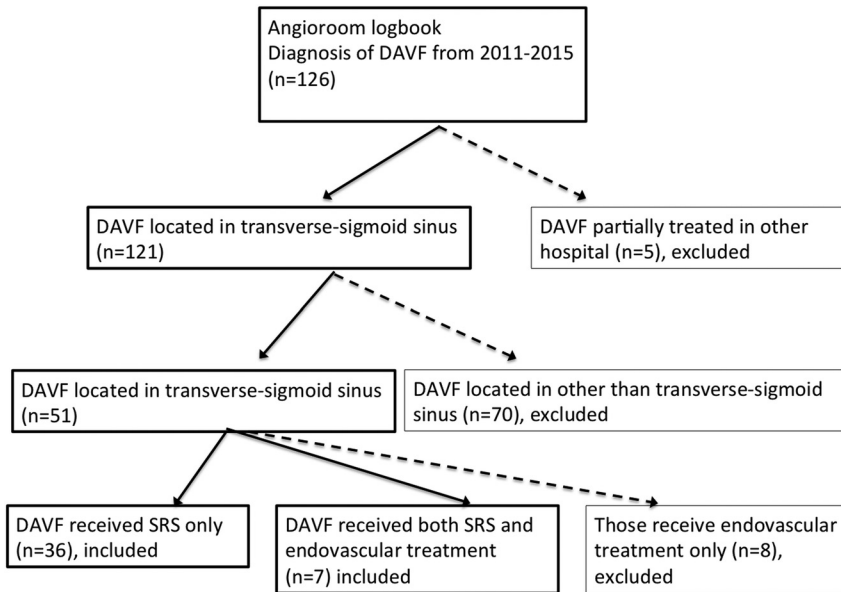 Angioroom logbook
Diagnosis of DAVF from 2011-2015
(n=126)
DAVF located in transverse-sigmoid sinus
(n=121)
DAVF partially treated in other
hospital (n=5), excluded
DAVF located in transverse-sigmoid sinus
(n=51)
DAVF located in other than transverse-sigmoid
sinus (n=70), excluded
DAVF received SRS only
(n=36), included
DAVF received both SRS and
endovascular treatment
(n=7) included
Those receive endovascular
treatment only (n=8),
excluded